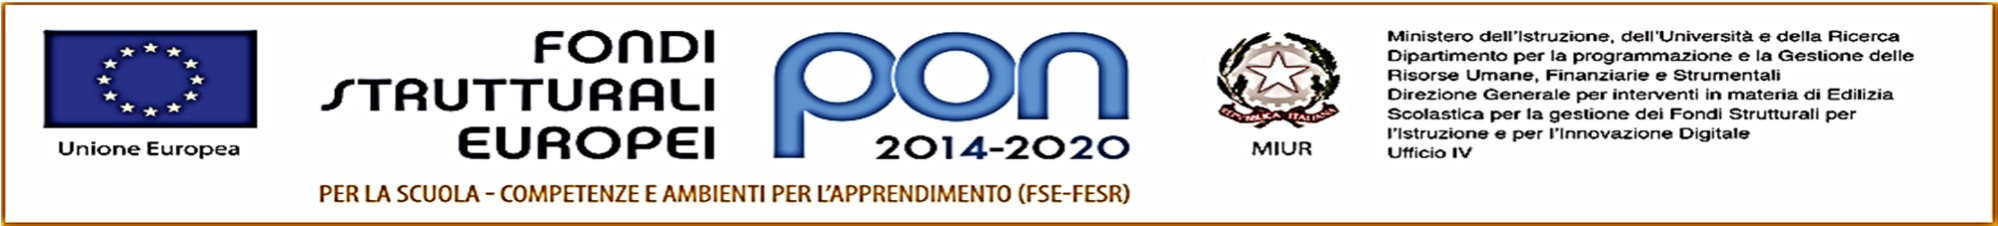 Unione Europea
FONDI
STRUTTURALI
EUROPEI
pon
2014-2020
PER LA SCUOLA - COMPETENZE E AMBIENTI PER L'APPRENDIMENTO (FSE-FESR)
REPVBBLICA ITALIANA
MIUR
Ministero dell'Istruzione, dell'Università e della Ricerca
Dipartimento per la programmazione e la Gestione delle
Risorse Umane, Finanziarie e Strumentali
Direzione Generale per interventi in materia di Edilizia
Scolastica per la gestione dei Fondi Strutturali per
l'Istruzione e per l'Innovazione Digitale
Ufficio IV